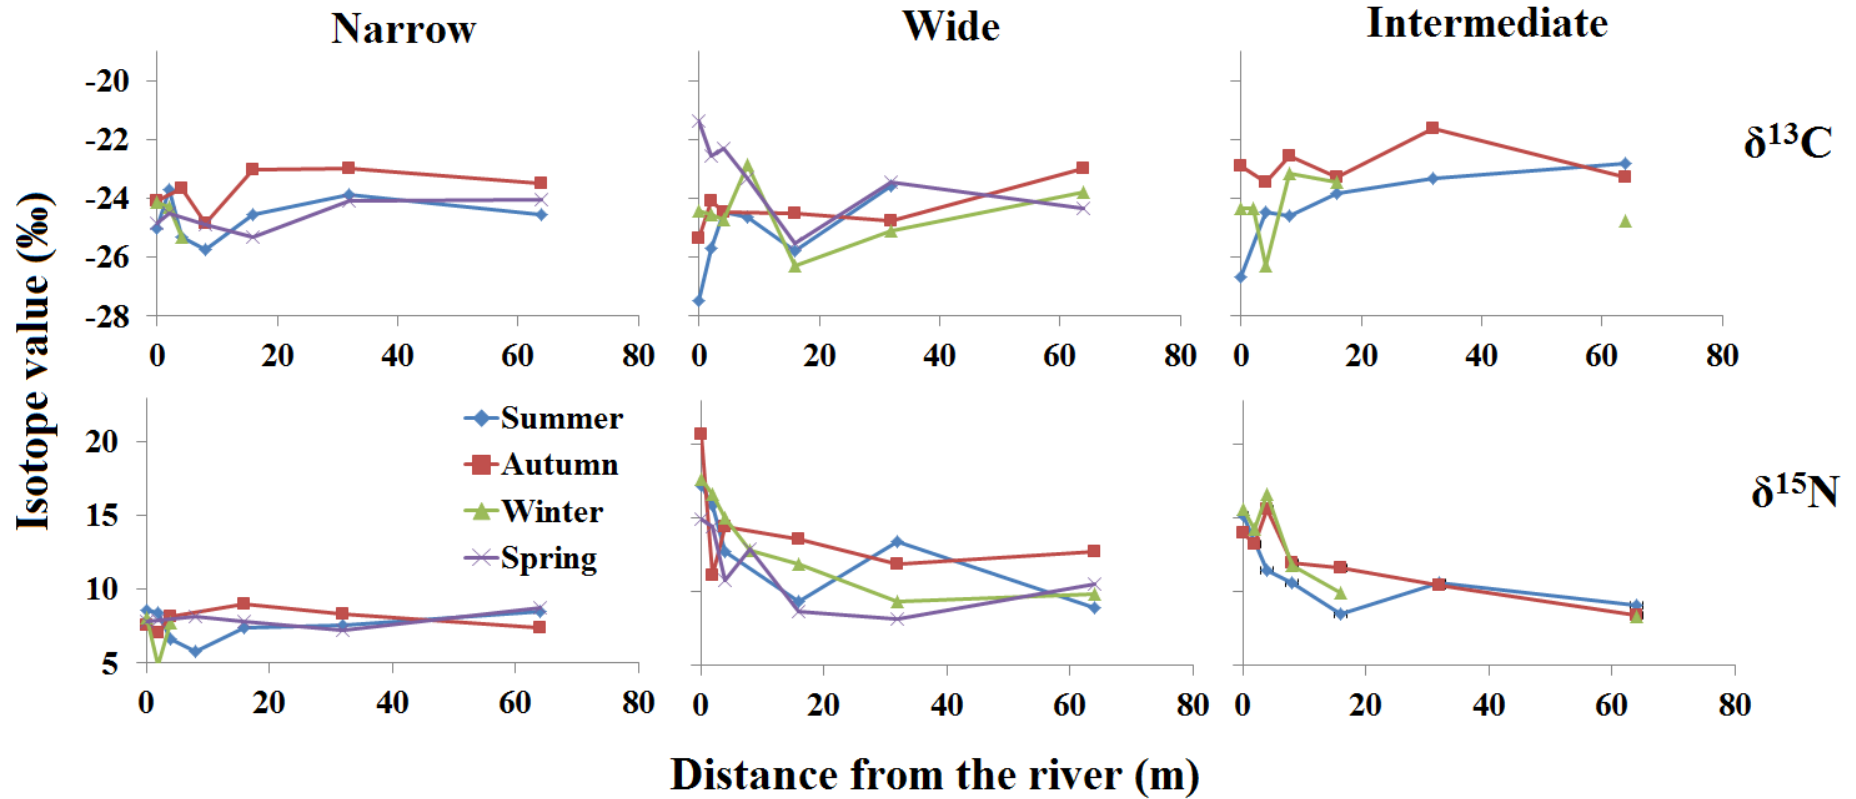 Narrow
Wide
Intermediate
-20
-22
-24
-26
-28
0 20 40 60 80
0 20 40 60 80
0 20 40 60 80
δ¹³C
Isotope value (‰)
20
15
10
5
Summer
Autumn
Winter
Spring
0 20 40 60 80
0 20 40 60 80
0 20 40 60 80
δ¹⁵N
Distance from the river (m)